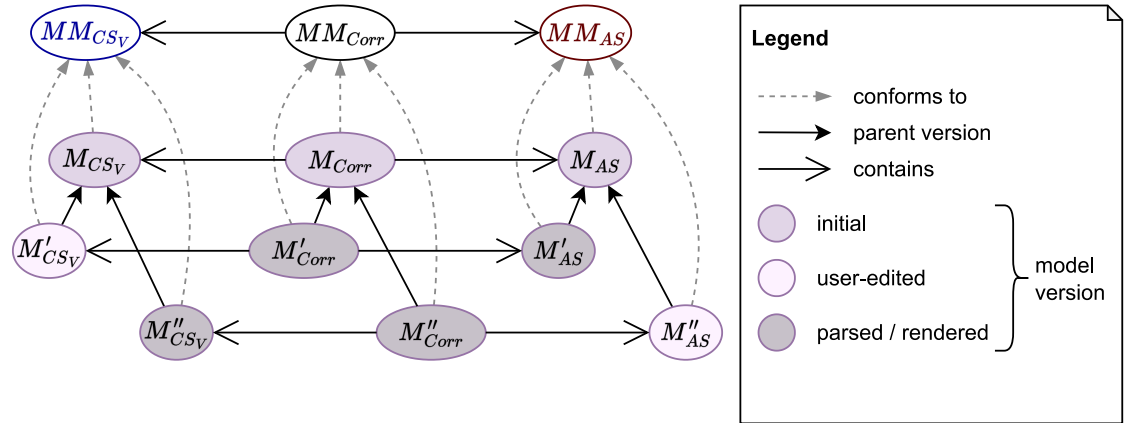 MM_{CS_V} MM_{Corr} MM_{AS}
M_{CS_V} M_{Corr} M_{AS}
M'_{CS_V} M'_{Corr} M'_{AS}
M''_{CS_V} M''_{Corr} M''_{AS}
Legend
conforms to
parent version
contains
initial
user-edited
parsed / rendered
model
version